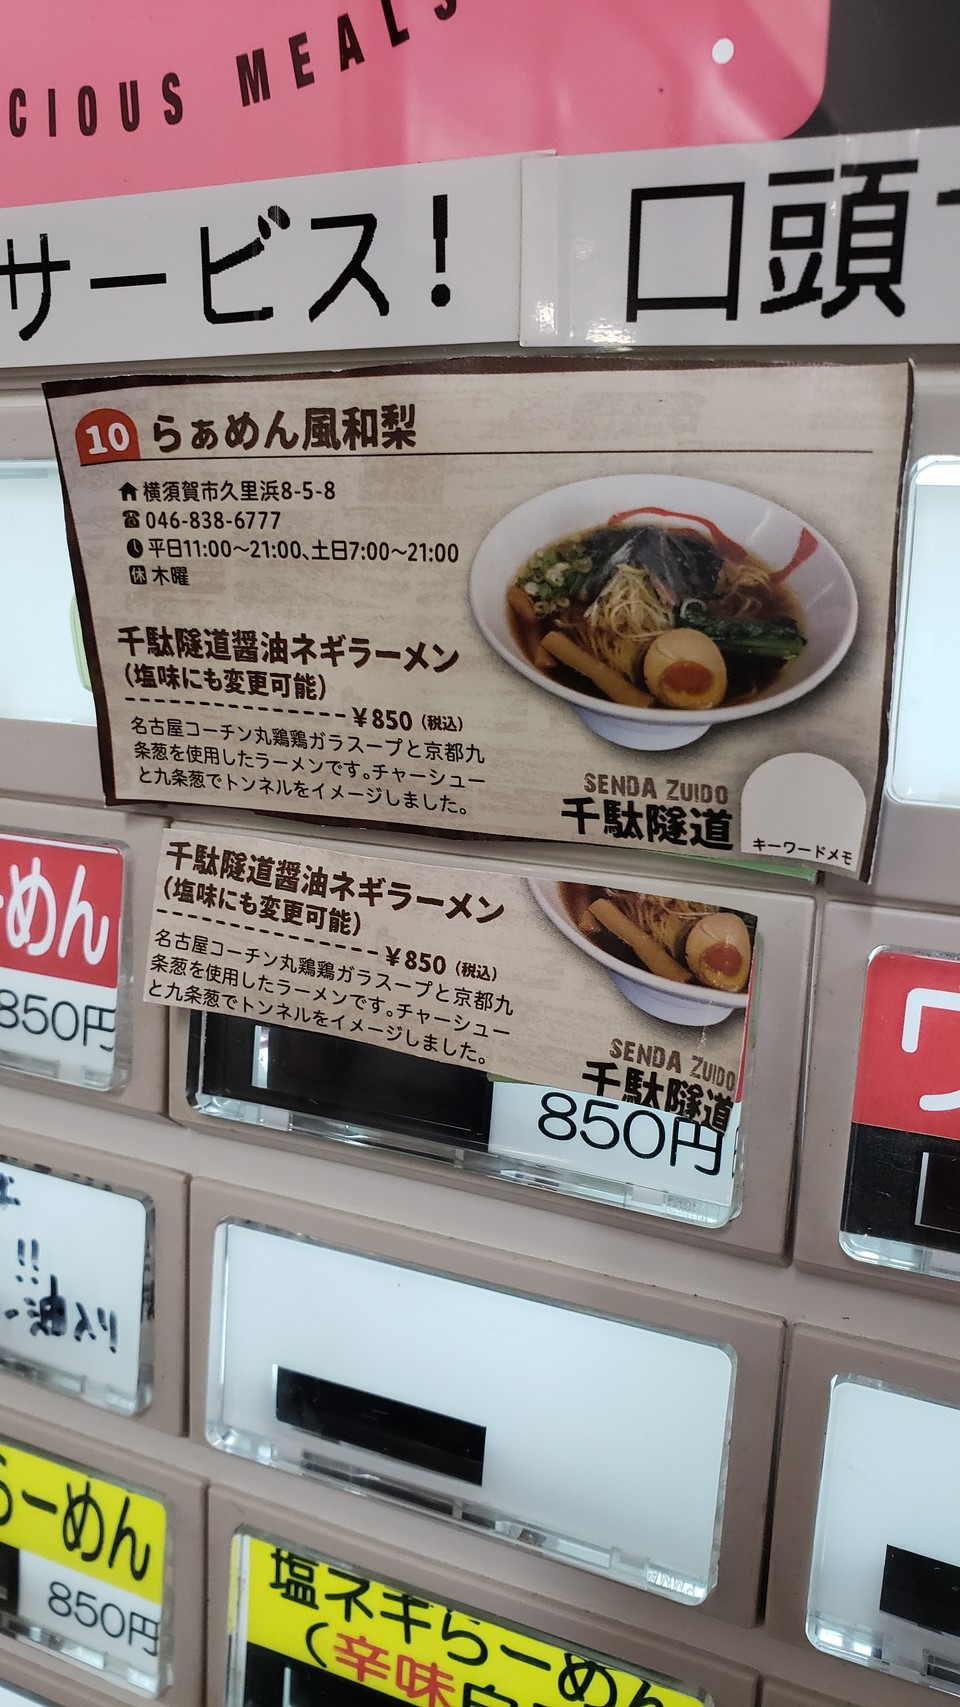 CIOUS MEALS
サービス!
口頭
10 らぁめん風和梨
横須賀市久里浜8-5-8
046-838-6777
平日11:00〜21:00、土日7:00〜21:00
休 木曜
千駄隧道醤油ネギラーメン
(塩味にも変更可能)
¥850 (税込)
名古屋コーチン丸鶏鶏ガラスープと京都九
条葱を使用したラーメンです。チャーシュー
と九条葱でトンネルをイメージしました。
SENDA ZUIDO
千駄隧道
キーワードメモ
千駄隧道醤油ネギラーメン
(塩味にも変更可能)
¥850 (税込)
名古屋コーチン丸鶏鶏ガラスープと京都九
条葱を使用したラーメンです。チャーシュー
と九条葱でトンネルをイメージしました。
SENDA ZUIDO
千駄隧道
850円
ーめん
850円
!!
油入り
らーめん
850円
塩ネギらーめん
(辛味